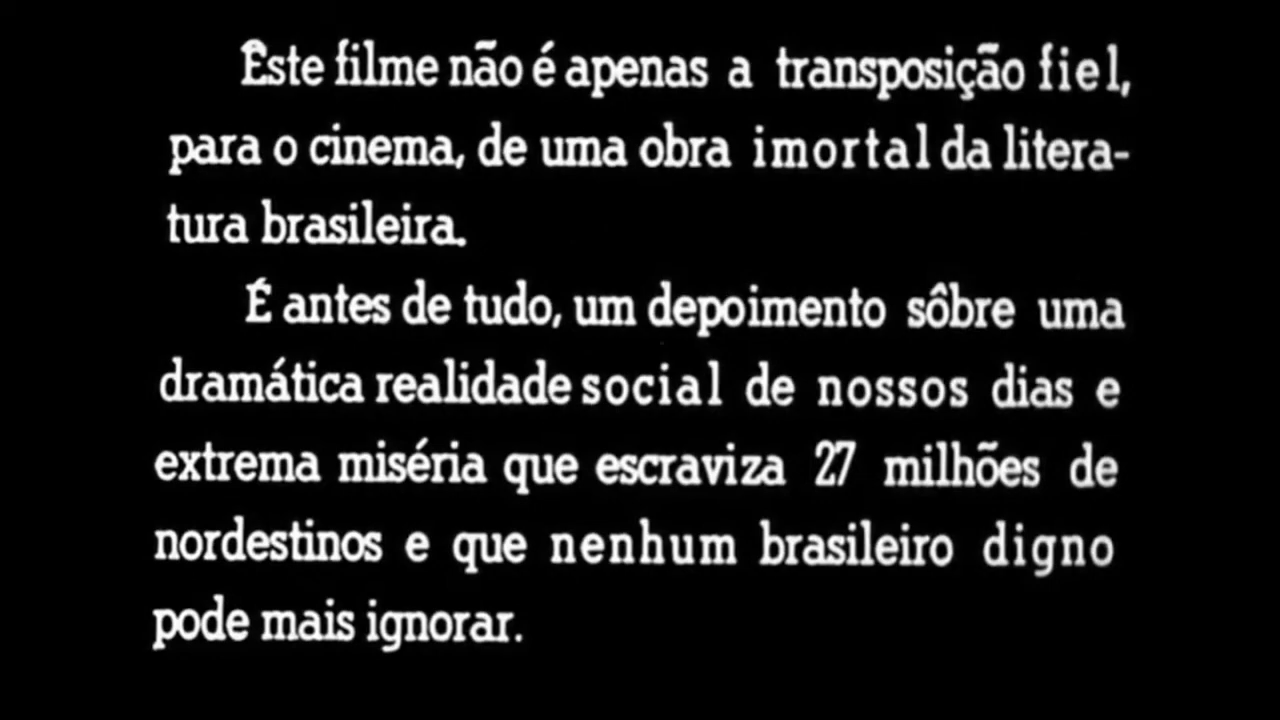 Êste filme não é apenas a transposição fiel,
para o cinema, de uma obra imortal da litera-
tura brasileira.
É antes de tudo, um depoimento sôbre uma
dramática realidade social de nossos dias e
extrema miséria que escraviza 27 milhões de
nordestinos e que nenhum brasileiro digno
pode mais ignorar.